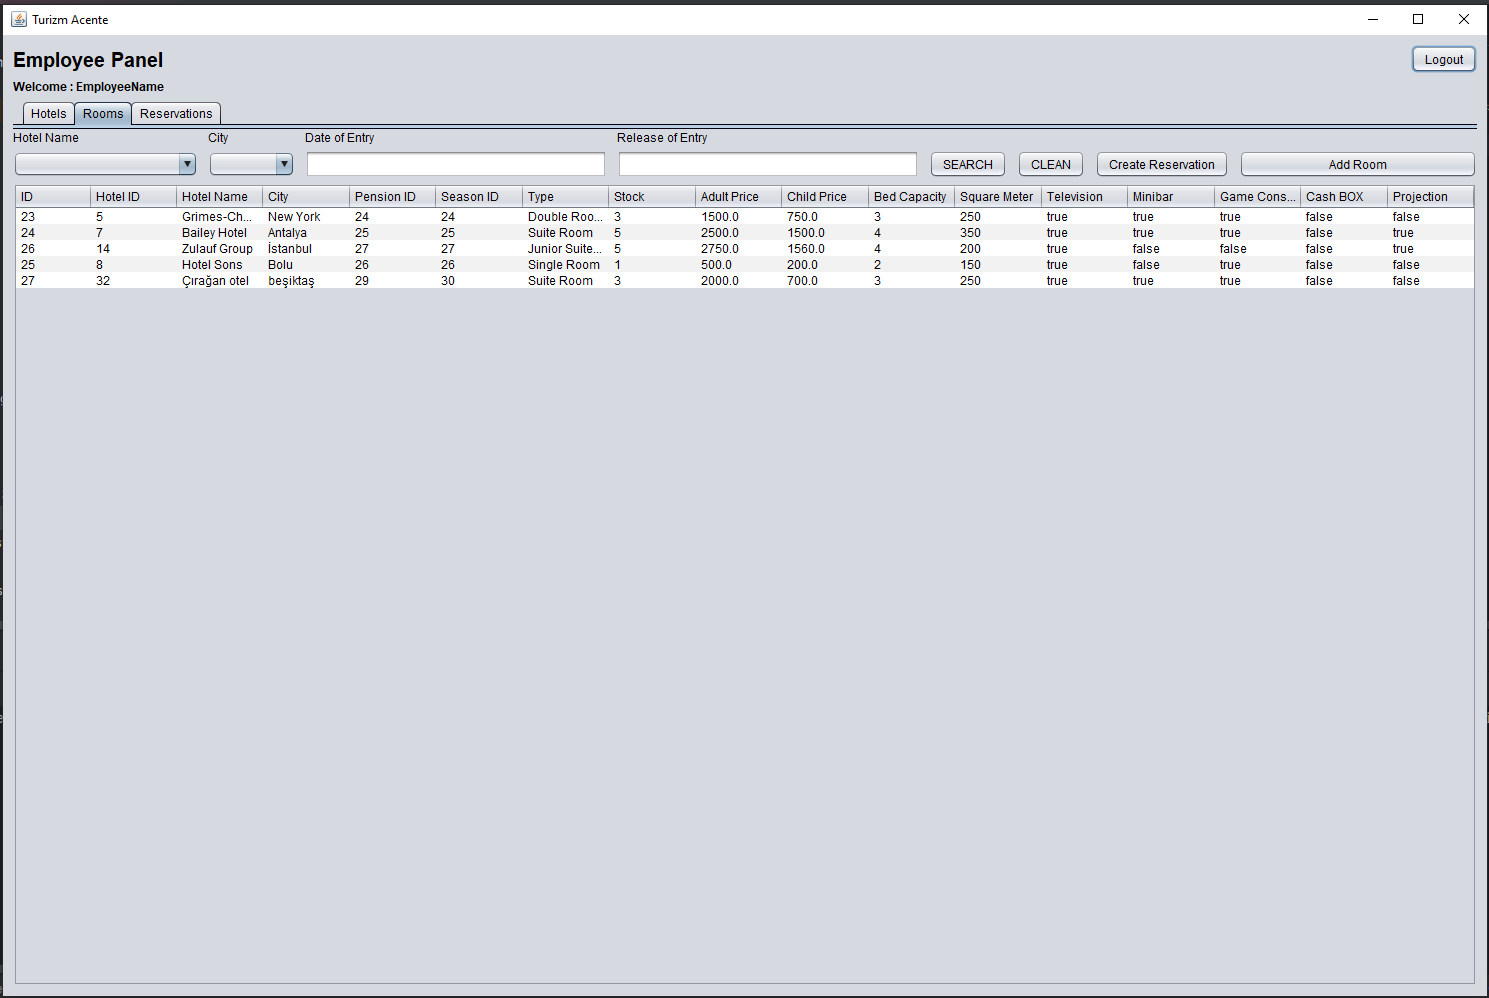 Turizm Acente
Employee Panel
Logout
Welcome : EmployeeName
Hotels Rooms Reservations
Hotel Name City Date of Entry Release of Entry
SEARCH CLEAN Create Reservation Add Room
ID Hotel ID Hotel Name City Pension ID Season ID Type Stock Adult Price Child Price Bed Capacity Square Meter Television Minibar Game Cons... Cash BOX Projection
23 5 Grimes-Ch... New York 24 24 Double Roo... 3 1500.0 750.0 3 250 true true true false false
24 7 Bailey Hotel Antalya 25 25 Suite Room 5 2500.0 1500.0 4 350 true true true false true
26 14 Zulauf Group İstanbul 27 27 Junior Suite... 5 2750.0 1560.0 4 200 true false false false true
25 8 Hotel Sons Bolu 26 26 Single Room 1 500.0 200.0 2 150 true false true false false
27 32 Çırağan otel beşiktaş 29 30 Suite Room 3 2000.0 700.0 3 250 true true true false false